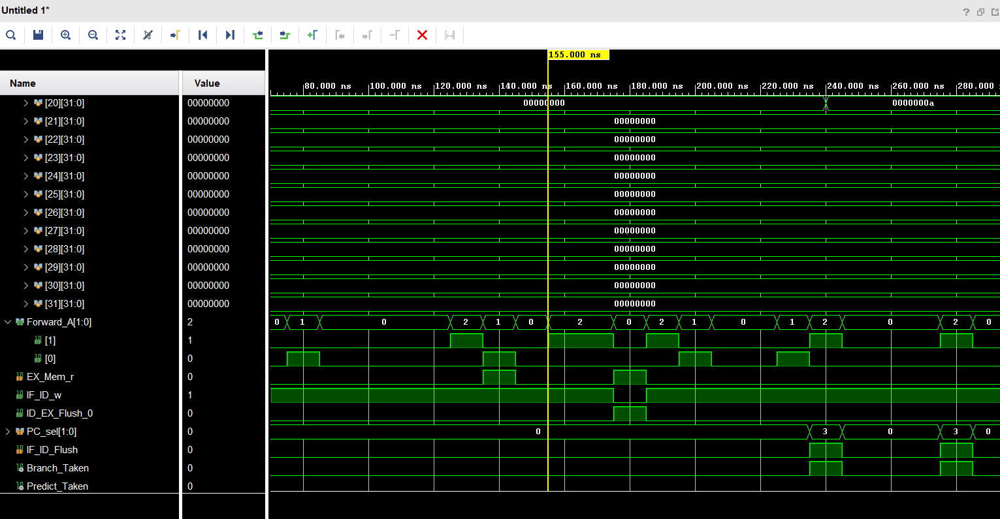 Untitled 1*
?
155.000 ns
Name Value
80.000 ns 100.000 ns 120.000 ns 140.000 ns 160.000 ns 180.000 ns 200.000 ns 220.000 ns 240.000 ns 260.000 ns 280.000
[20][31:0] 00000000 00000000 0000000a
[21][31:0] 00000000 00000000
[22][31:0] 00000000 00000000
[23][31:0] 00000000 00000000
[24][31:0] 00000000 00000000
[25][31:0] 00000000 00000000
[26][31:0] 00000000 00000000
[27][31:0] 00000000 00000000
[28][31:0] 00000000 00000000
[29][31:0] 00000000 00000000
[30][31:0] 00000000 00000000
[31][31:0] 00000000 00000000
Forward_A[1:0] 2 0 1 0 2 1 0 2 0 2 1 0 1 2 0 2 0
[1] 1
[0] 0
EX_Mem_r 0
IF_ID_w 1
ID_EX_Flush_0 0
PC_sel[1:0] 0 0 3 0 3 0
IF_ID_Flush 0
Branch_Taken 0
Predict_Taken 0